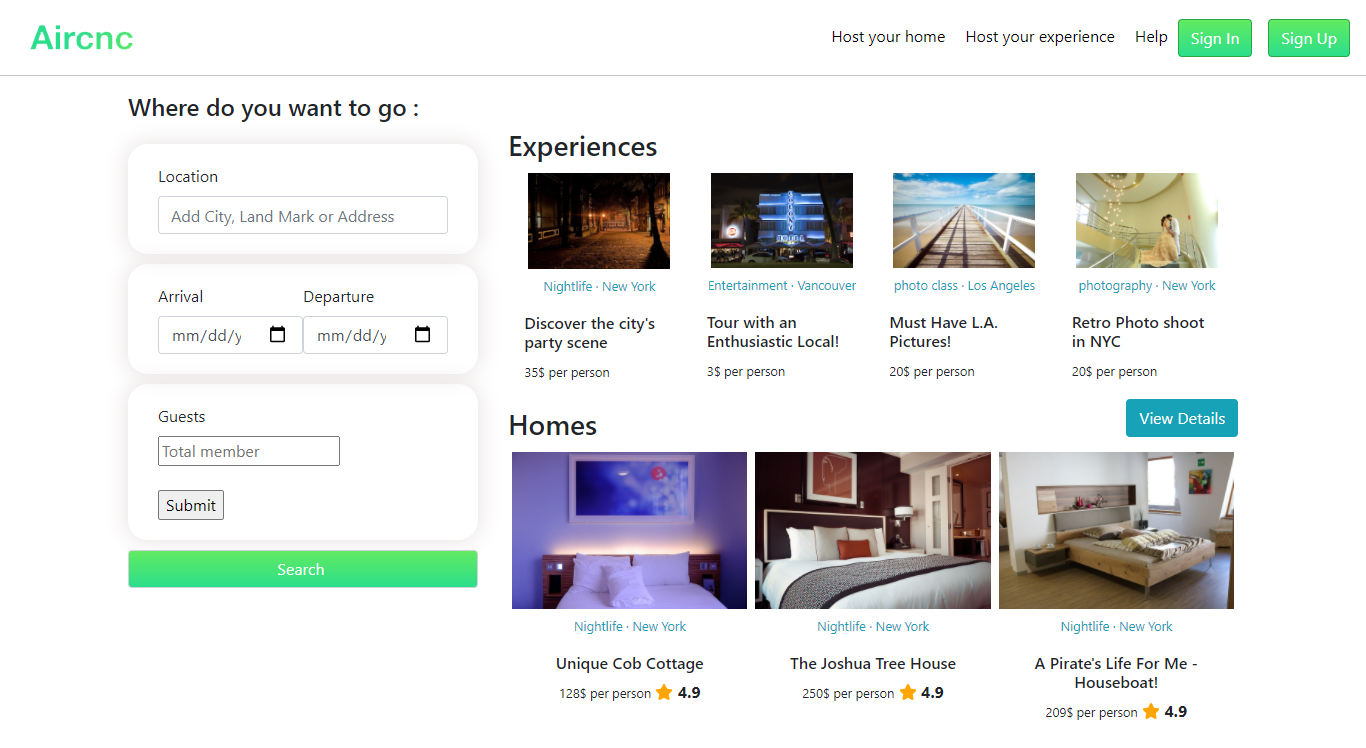 Aircnc
Host your home
Host your experience
Help
Sign In
Sign Up
Where do you want to go :
Location
Add City, Land Mark or Address
Arrival
Departure
mm/dd/y
mm/dd/y
Guests
Total member
Submit
Search
Experiences
Nightlife · New York
Discover the city's
party scene
35$ per person
Entertainment · Vancouver
Tour with an
Enthusiastic Local!
3$ per person
photo class · Los Angeles
Must Have L.A.
Pictures!
20$ per person
photography · New York
Retro Photo shoot
in NYC
20$ per person
Homes
View Details
Nightlife · New York
Unique Cob Cottage
128$ per person 4.9
Nightlife · New York
The Joshua Tree House
250$ per person 4.9
Nightlife · New York
A Pirate's Life For Me -
Houseboat!
209$ per person 4.9